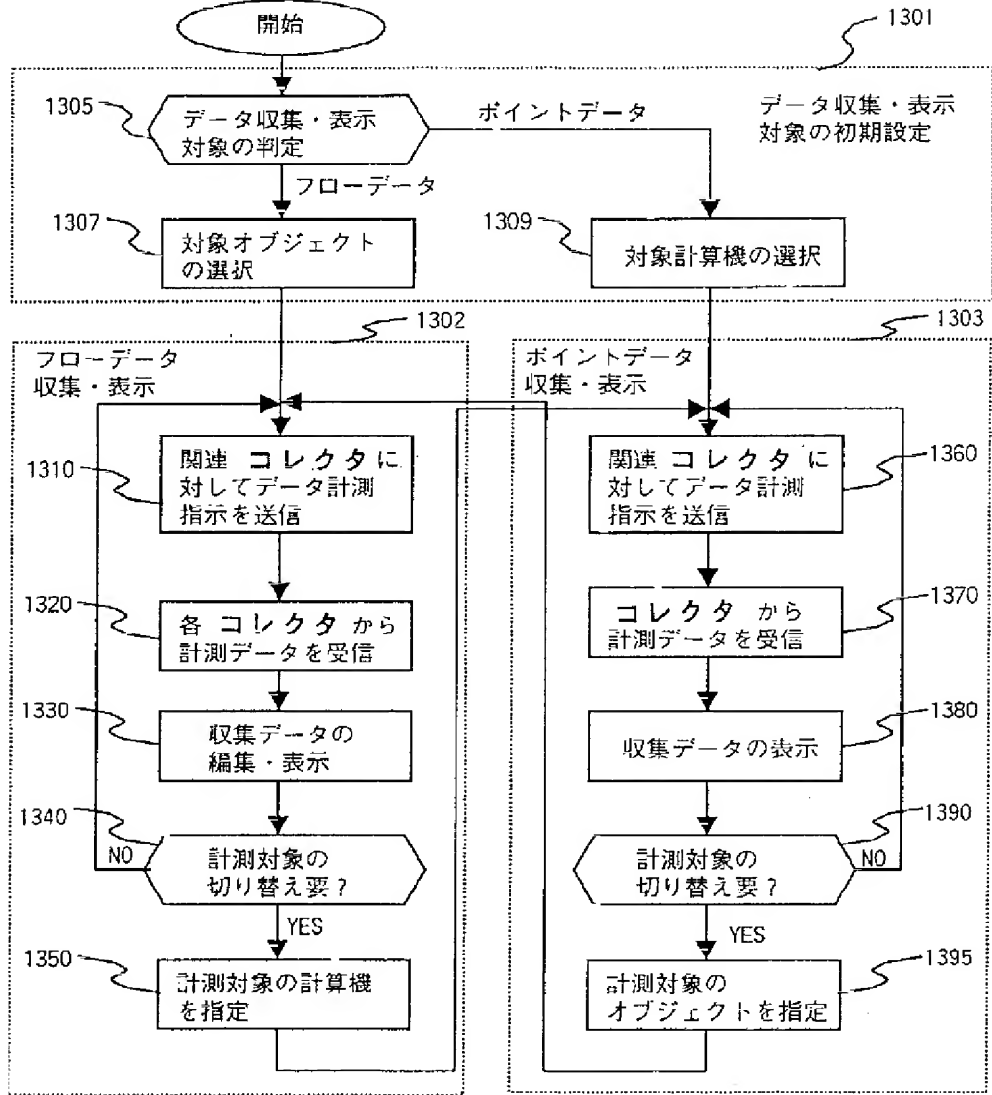 開始
1301
1305
データ収集・表示
対象の判定
ポイントデータ
データ収集・表示
対象の初期設定
フローデータ
1307
対象オブジェクト
の選択
1309
対象計算機の選択
1302
フローデータ
収集・表示
1303
ポイントデータ
収集・表示
1310
関連 コレクタ に
対してデータ計測
指示を送信
関連 コレクタ に
対してデータ計測
指示を送信
1360
1320
各 コレクタ から
計測データを受信
コレクタ から
計測データを受信
1370
1330
収集データの
編集・表示
収集データの表示
1380
1340
NO
計測対象の
切り替え要?
計測対象の
切り替え要?
1390
NO
YES
YES
1350
計測対象の計算機
を指定
計測対象の
オブジェクトを指定
1395